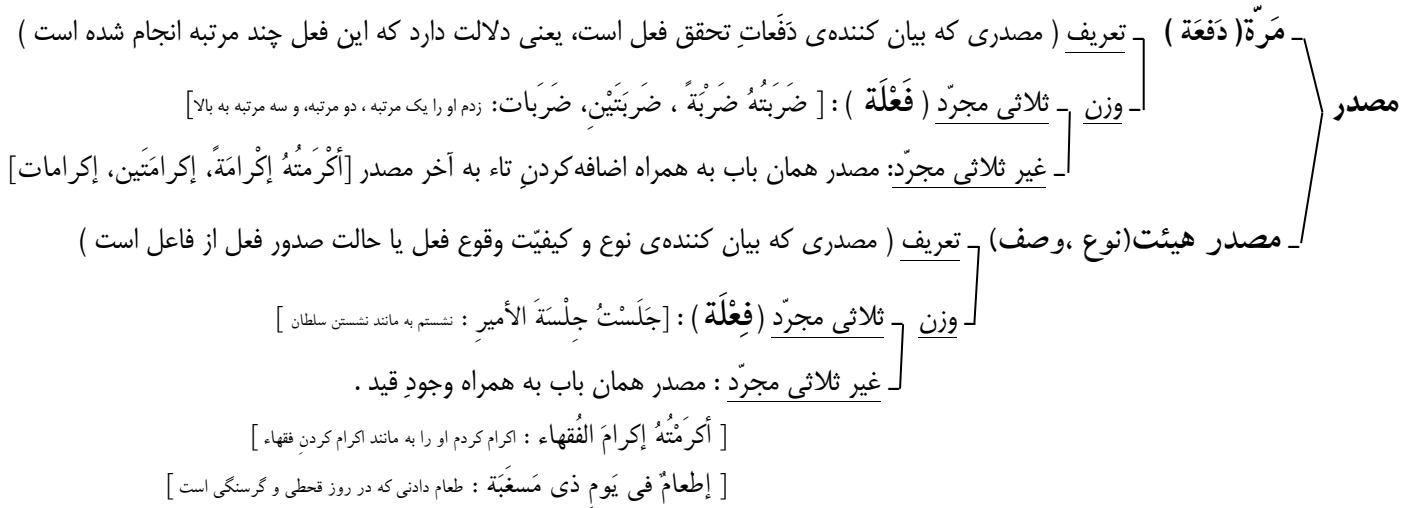 ـ مَرّة( دَفعَة ) ـ تعریف ( مصدری که بیان کننده‌ی دَفَعاتِ تحقق فعل است، یعنی دلالت دارد که این فعل چند مرتبه انجام شده است )
مصدر ـ وزن ـ ثلاثی مجرّد ( فَعْلَة ) : [ ضَرَبتُهُ ضَرْبَةً ، ضَربَتَیْنِ، ضَرَبات: زدم او را یک مرتبه ، دو مرتبه، و سه مرتبه به بالا]
ـ غیر ثلاثی مجرّد: مصدر همان باب به همراه اضافه‌کردنِ تاء به آخر مصدر [أکْرَمتُهُ إکْرامَةً، إکرامَتَین، إکرامات]
ـ مصدر هیئت(نوع ،وصف) ـ تعریف ( مصدری که بیان کننده‌ی نوع و کیفیّت وقوع فعل یا حالت صدور فعل از فاعل است )
ـ وزن ـ ثلاثی مجرّد (فِعْلَة ) : [جَلَسْتُ جِلْسَةَ الأمیرِ : نشستم به مانند نشستن سلطان ]
ـ غیر ثلاثی مجرّد : مصدر همان باب به همراه وجودِ قید .
[ أکرَمْتُهُ إکرامَ الفُقهاء : اکرام کردم او را به مانند اکرام کردنِ فقهاء ]
[ إطعامٌ فی یَومٍ ذی مَسغَبَة : طعام دادنی که در روز قحطی و گرسنگی است ]